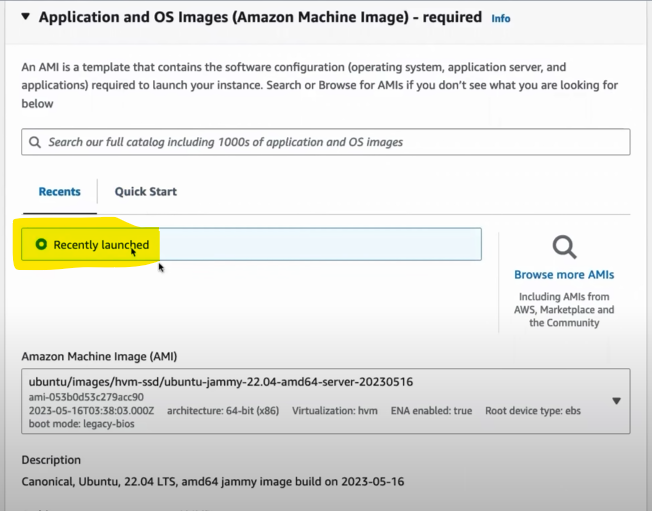 Application and OS Images (Amazon Machine Image) - required Info
An AMI is a template that contains the software configuration (operating system, application server, and
applications) required to launch your instance. Search or Browse for AMIs if you don't see what you are looking for
below
Search our full catalog including 1000s of application and OS images
Recents Quick Start
Recently launched
Browse more AMIs
Including AMIs from
AWS, Marketplace and
the Community
Amazon Machine Image (AMI)
ubuntu/images/hvm-ssd/ubuntu-jammy-22.04-amd64-server-20230516
ami-053b0d53c279acc90
2023-05-16T03:38:03.000Z architecture: 64-bit (x86) Virtualization: hvm ENA enabled: true Root device type: ebs
boot mode: legacy-bios
Description
Canonical, Ubuntu, 22.04 LTS, amd64 jammy image build on 2023-05-16